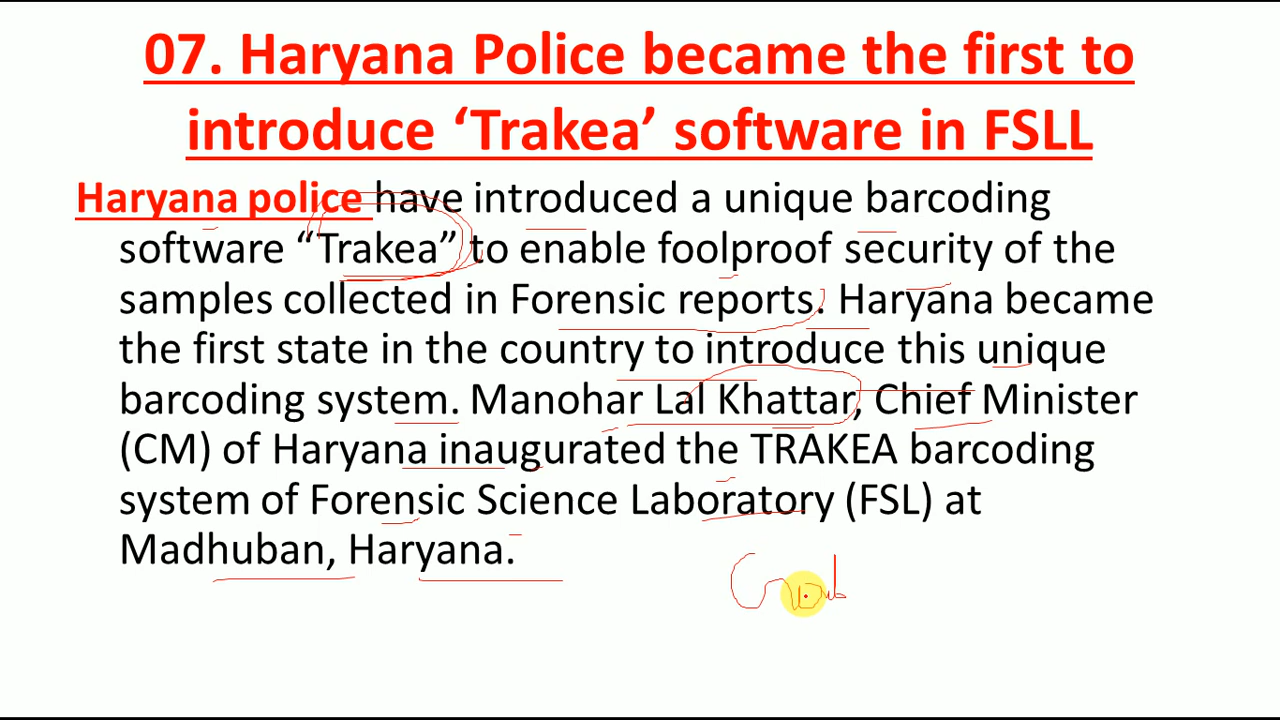 07. Haryana Police became the first to
introduce ‘Trakea’ software in FSLL
Haryana police have introduced a unique barcoding
software “Trakea” to enable foolproof security of the
samples collected in Forensic reports. Haryana became
the first state in the country to introduce this unique
barcoding system. Manohar Lal Khattar, Chief Minister
(CM) of Haryana inaugurated the TRAKEA barcoding
system of Forensic Science Laboratory (FSL) at
Madhuban, Haryana.